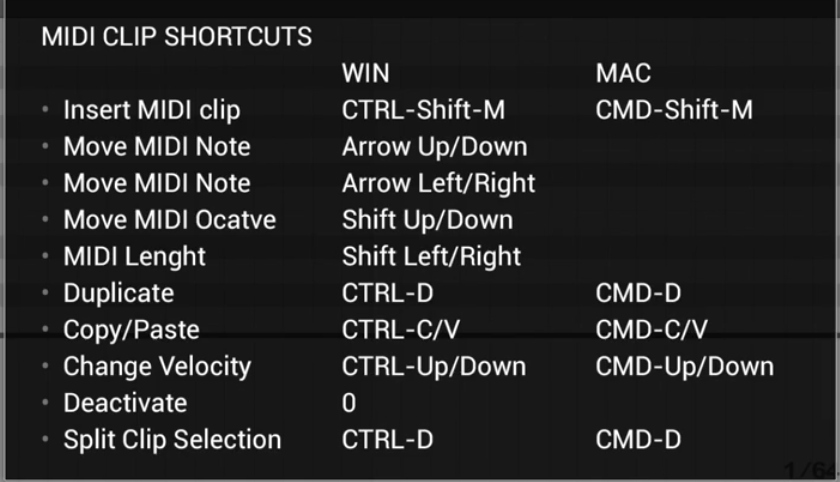 MIDI CLIP SHORTCUTS
WIN MAC
• Insert MIDI clip CTRL-Shift-M CMD-Shift-M
• Move MIDI Note Arrow Up/Down
• Move MIDI Note Arrow Left/Right
• Move MIDI Ocatve Shift Up/Down
• MIDI Lenght Shift Left/Right
• Duplicate CTRL-D CMD-D
• Copy/Paste CTRL-C/V CMD-C/V
• Change Velocity CTRL-Up/Down CMD-Up/Down
• Deactivate 0
• Split Clip Selection CTRL-D CMD-D
1/64